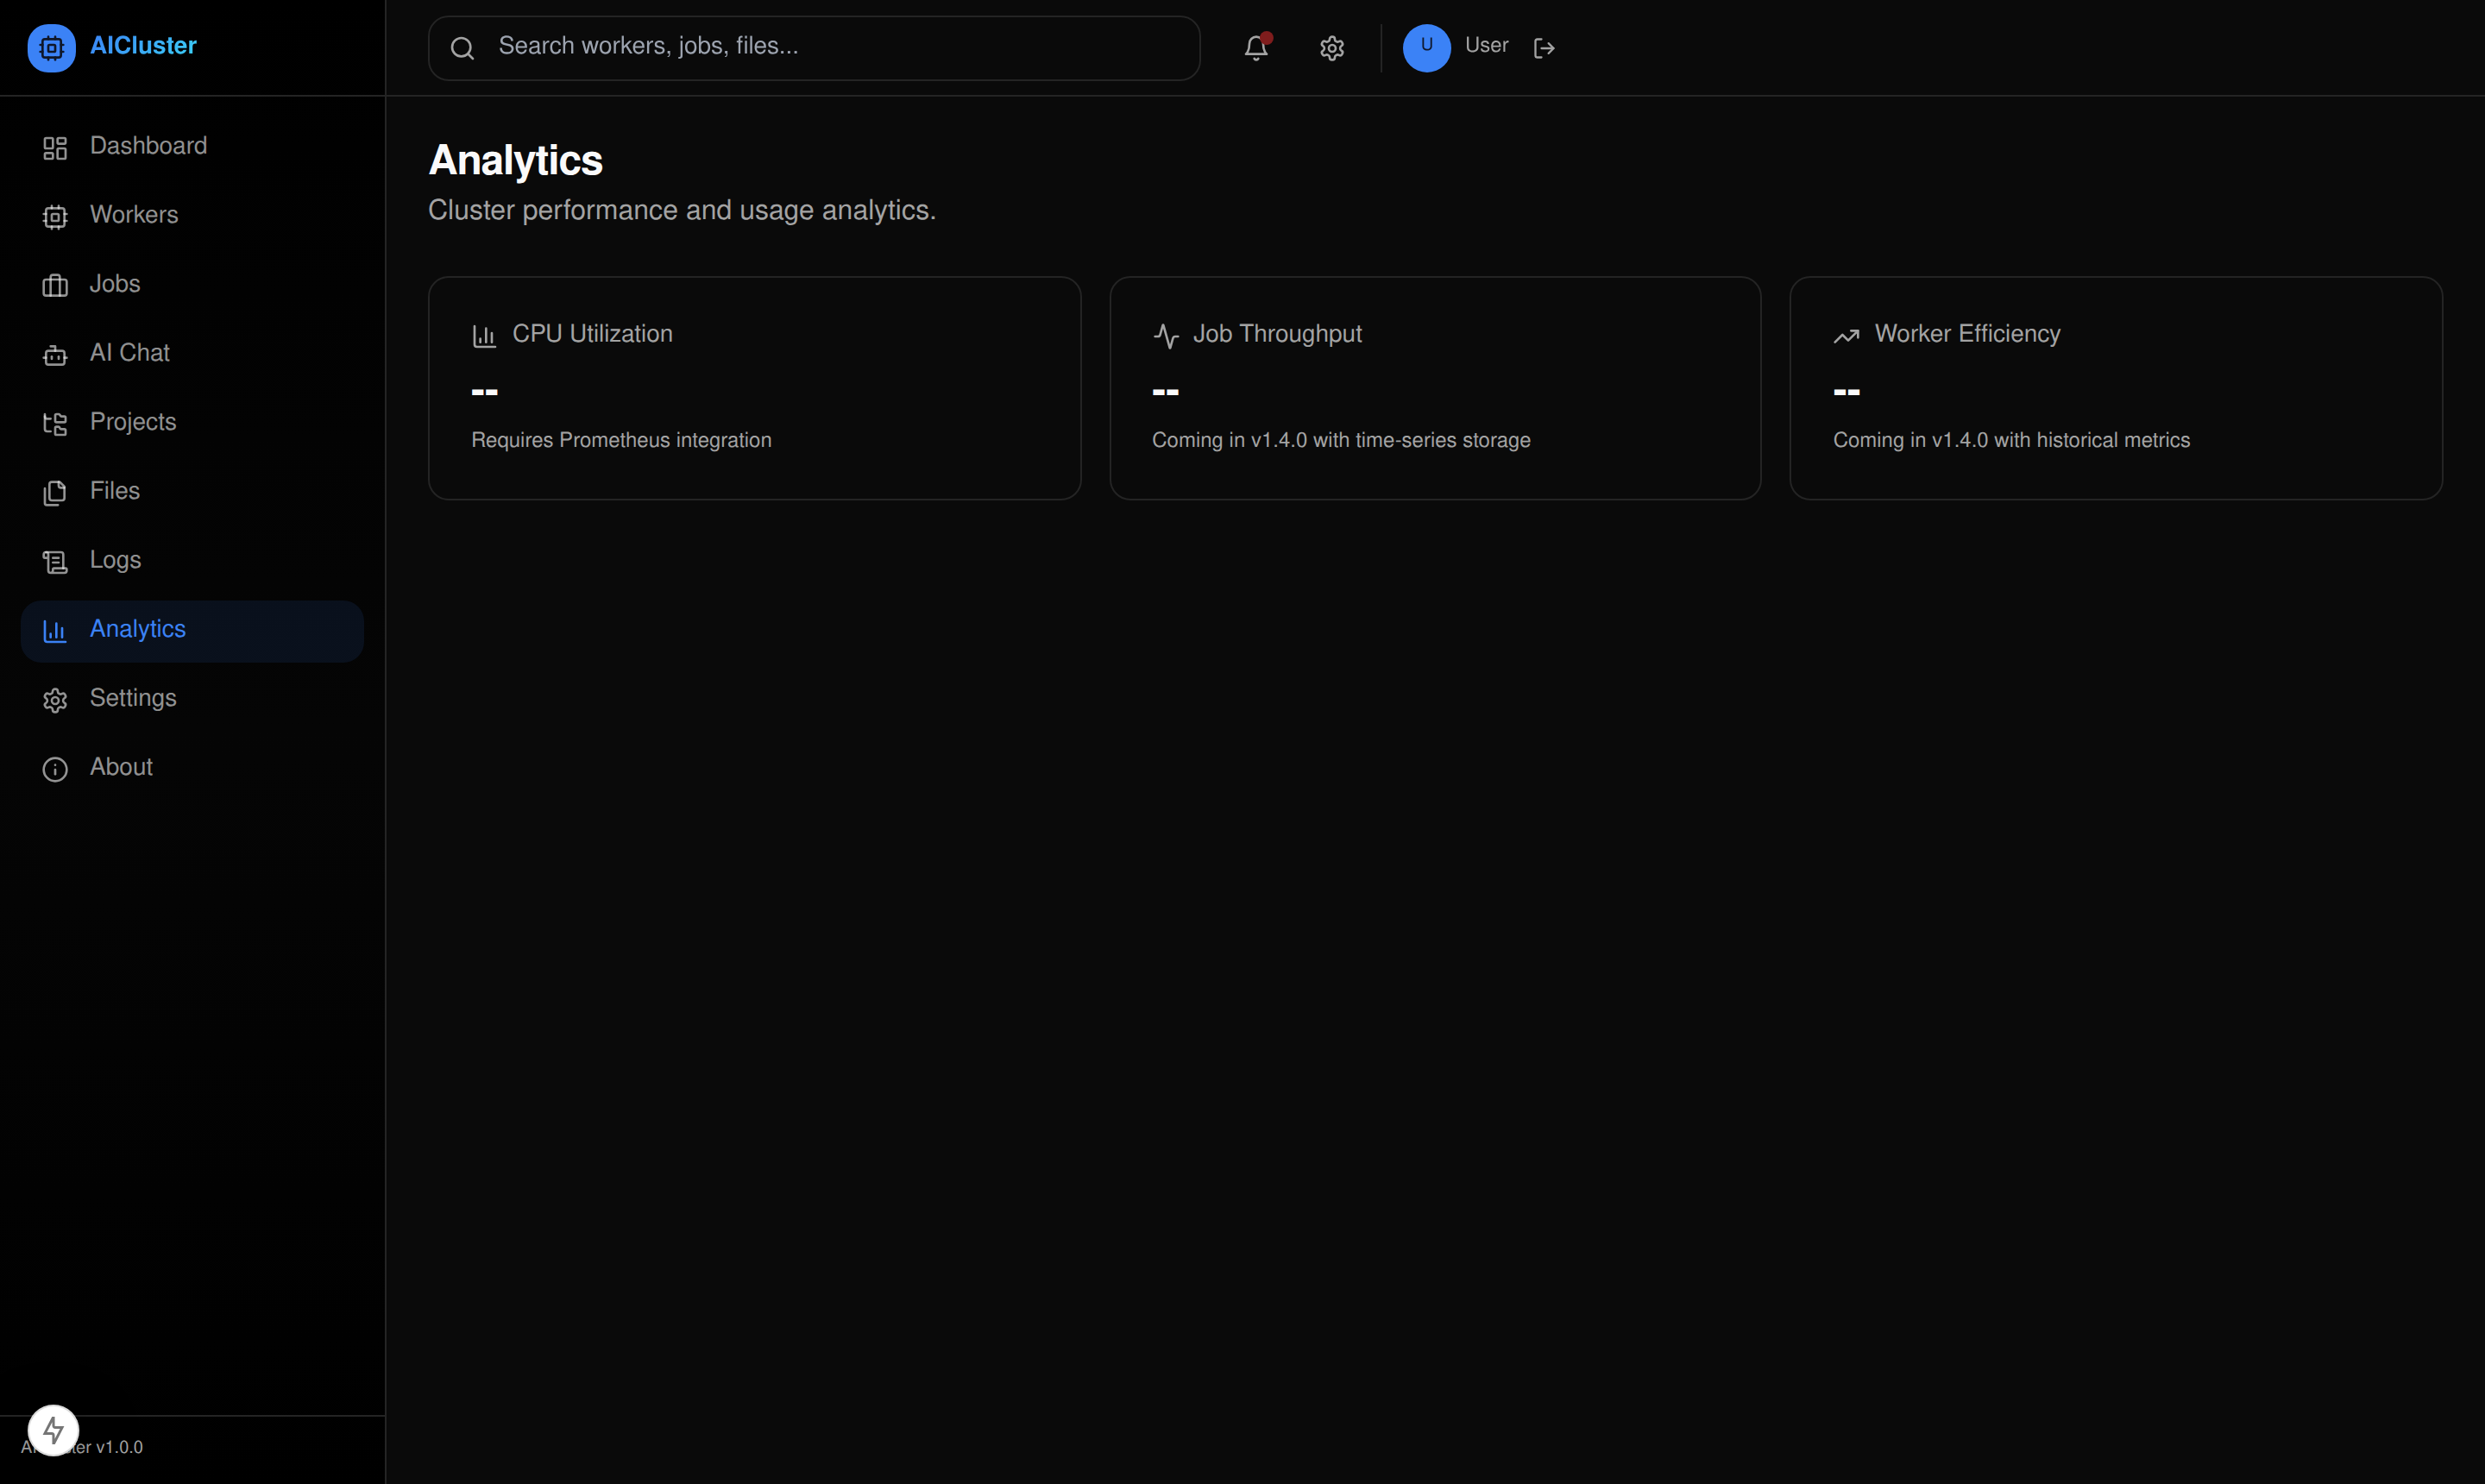 AICluster
Search workers, jobs, files...
U
User
Dashboard
Workers
Jobs
AI Chat
Projects
Files
Logs
Analytics
Settings
About
Analytics
Cluster performance and usage analytics.
CPU Utilization
--
Requires Prometheus integration
Job Throughput
--
Coming in v1.4.0 with time-series storage
Worker Efficiency
--
Coming in v1.4.0 with historical metrics
v1.0.0